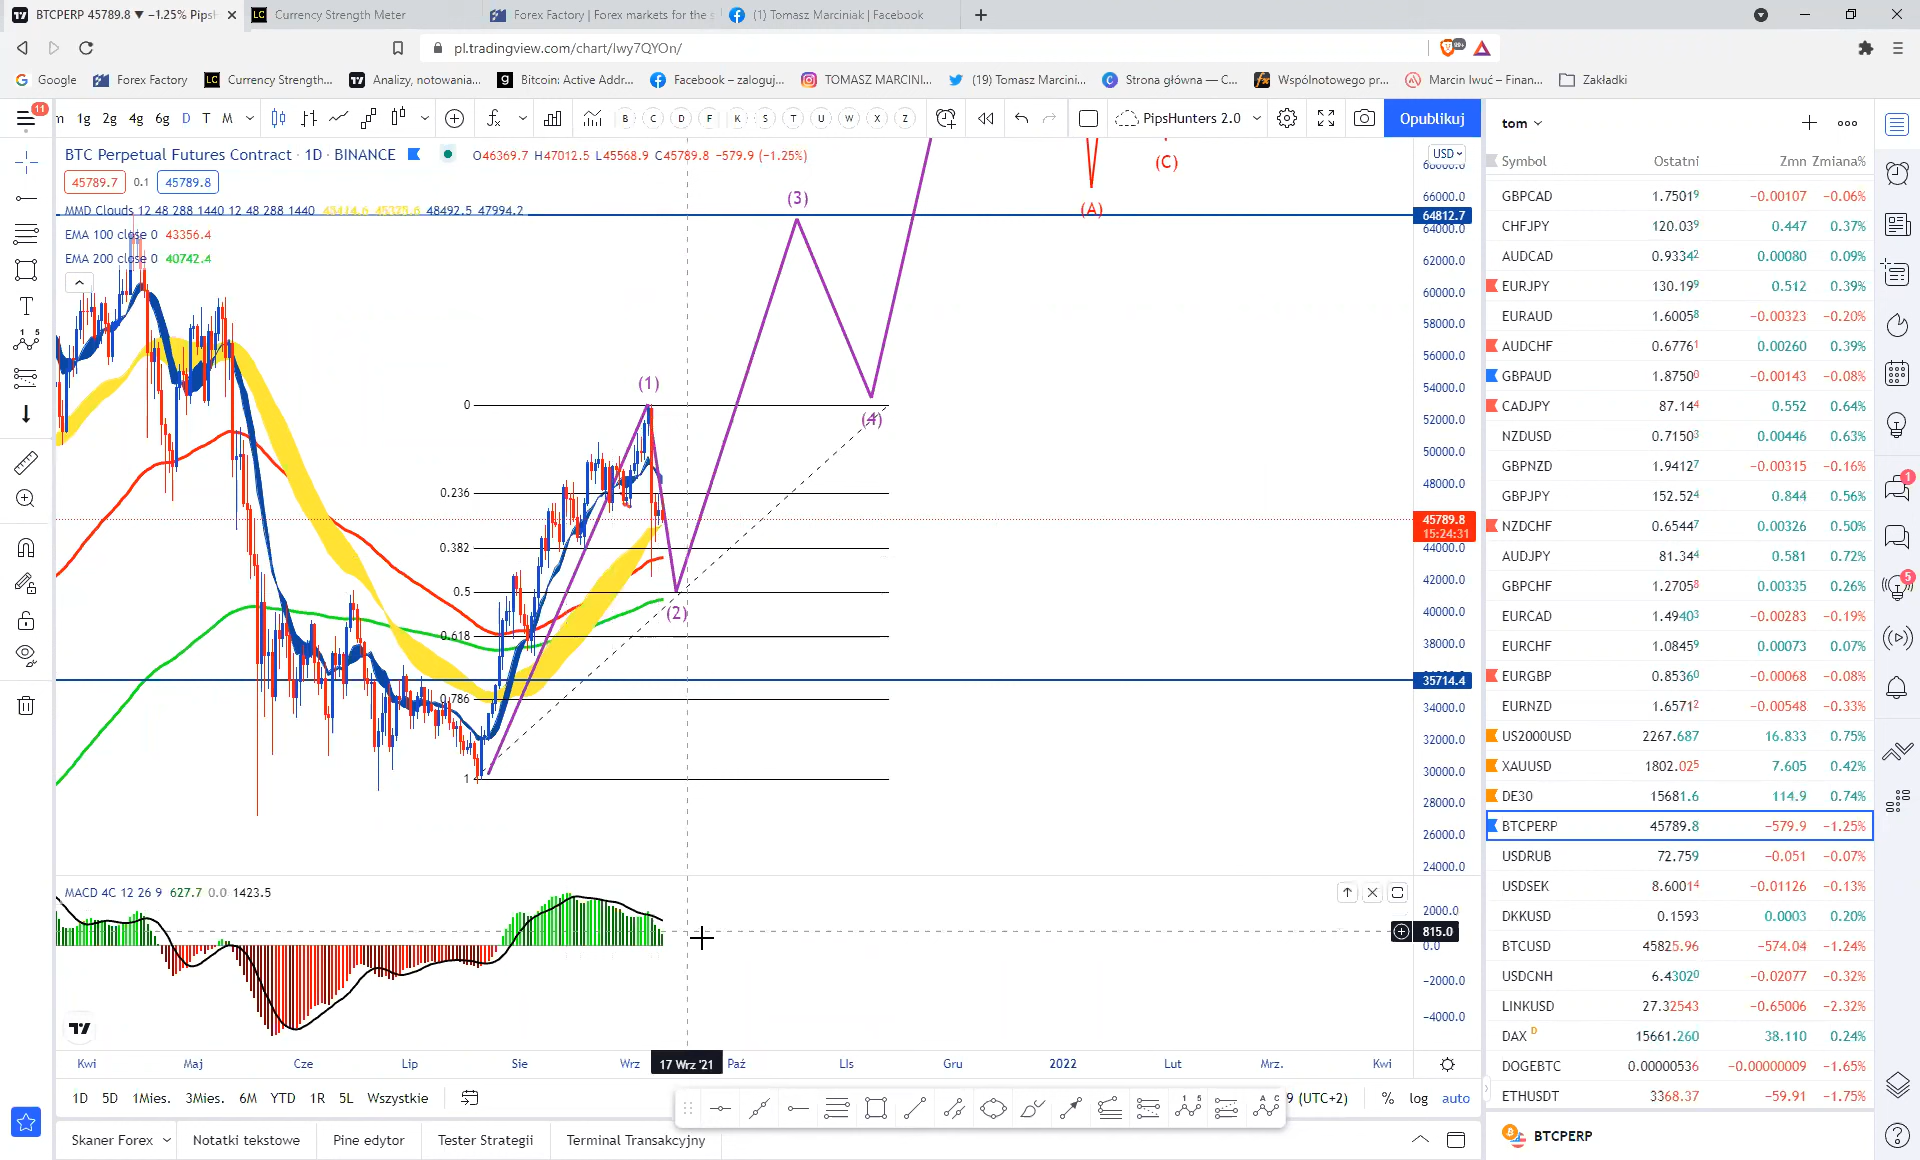 BTCPERP 45789.8 ▼ −1.25% PipsH
Currency Strength Meter
Forex Factory | Forex markets for the s
(1) Tomasz Marciniak | Facebook
pl.tradingview.com/chart/lwy7QYOn/
Google Forex Factory Currency Strength... Analizy, notowania... Bitcoin: Active Addr... Facebook – zaloguj... TOMASZ MARCINI... (19) Tomasz Marcini... Strona główna — C... Wspólnotowego pr... Marcin Iwuć – Finan... Zakładki
11 m 1g 2g 4g 6g D T M B C D F K S T U W X Z PipsHunters 2.0 Opublikuj
tom
BTC Perpetual Futures Contract · 1D · BINANCE O46369.7 H47012.5 L45568.9 C45789.8 −579.9 (−1.25%)
USD
45789.7 0.1 45789.8
MMD Clouds 12 48 288 1440 12 48 288 1440 48492.5 47994.2
EMA 100 close 0 43356.4
EMA 200 close 0 40742.4
(1)
(2)
(3)
(4)
(A)
(C)
0
0.236
0.382
0.5
0.618
0.786
1
68000.0
66000.0
64812.7
64000.0
62000.0
60000.0
58000.0
56000.0
54000.0
52000.0
50000.0
48000.0
45789.8
15:24:31
44000.0
42000.0
40000.0
38000.0
35714.4
34000.0
32000.0
30000.0
28000.0
26000.0
24000.0
MACD 4C 12 26 9 627.7 0.0 1423.5
2000.0
815.0
0.0
−2000.0
−4000.0
Kwi Maj Cze Lip Sie Wrz 17 Wrz '21 Paź LIs Gru 2022 Lut Mrz. Kwi
1D 5D 1Mies. 3Mies. 6M YTD 1R 5L Wszystkie
9 (UTC+2) % log auto
Skaner Forex Notatki tekstowe Pine edytor Tester Strategii Terminal Transakcyjny
Symbol Ostatni Zmn Zmiana%
GBPCAD 1.75019 −0.00107 −0.06%
CHFJPY 120.039 0.447 0.37%
AUDCAD 0.93342 0.00080 0.09%
EURJPY 130.199 0.512 0.39%
EURAUD 1.60058 −0.00323 −0.20%
AUDCHF 0.67761 0.00260 0.39%
GBPAUD 1.87500 −0.00143 −0.08%
CADJPY 87.144 0.552 0.64%
NZDUSD 0.71503 0.00446 0.63%
GBPNZD 1.94127 −0.00315 −0.16%
GBPJPY 152.524 0.844 0.56%
NZDCHF 0.65447 0.00326 0.50%
AUDJPY 81.344 0.581 0.72%
GBPCHF 1.27058 0.00335 0.26%
EURCAD 1.49403 −0.00283 −0.19%
EURCHF 1.08459 0.00073 0.07%
EURGBP 0.85360 −0.00068 −0.08%
EURNZD 1.65712 −0.00548 −0.33%
US2000USD 2267.687 16.833 0.75%
XAUUSD 1802.025 7.605 0.42%
DE30 15681.6 114.9 0.74%
BTCPERP 45789.8 −579.9 −1.25%
USDRUB 72.759 −0.051 −0.07%
USDSEK 8.60014 −0.01126 −0.13%
DKKUSD 0.1593 0.0003 0.20%
BTCUSD 45825.96 −574.04 −1.24%
USDCNH 6.43020 −0.02077 −0.32%
LINKUSD 27.32543 −0.65006 −2.32%
DAX D 15661.260 38.110 0.24%
DOGEBTC 0.00000536 −0.00000009 −1.65%
ETHUSDT 3368.37 −59.91 −1.75%
BTCPERP
1
5